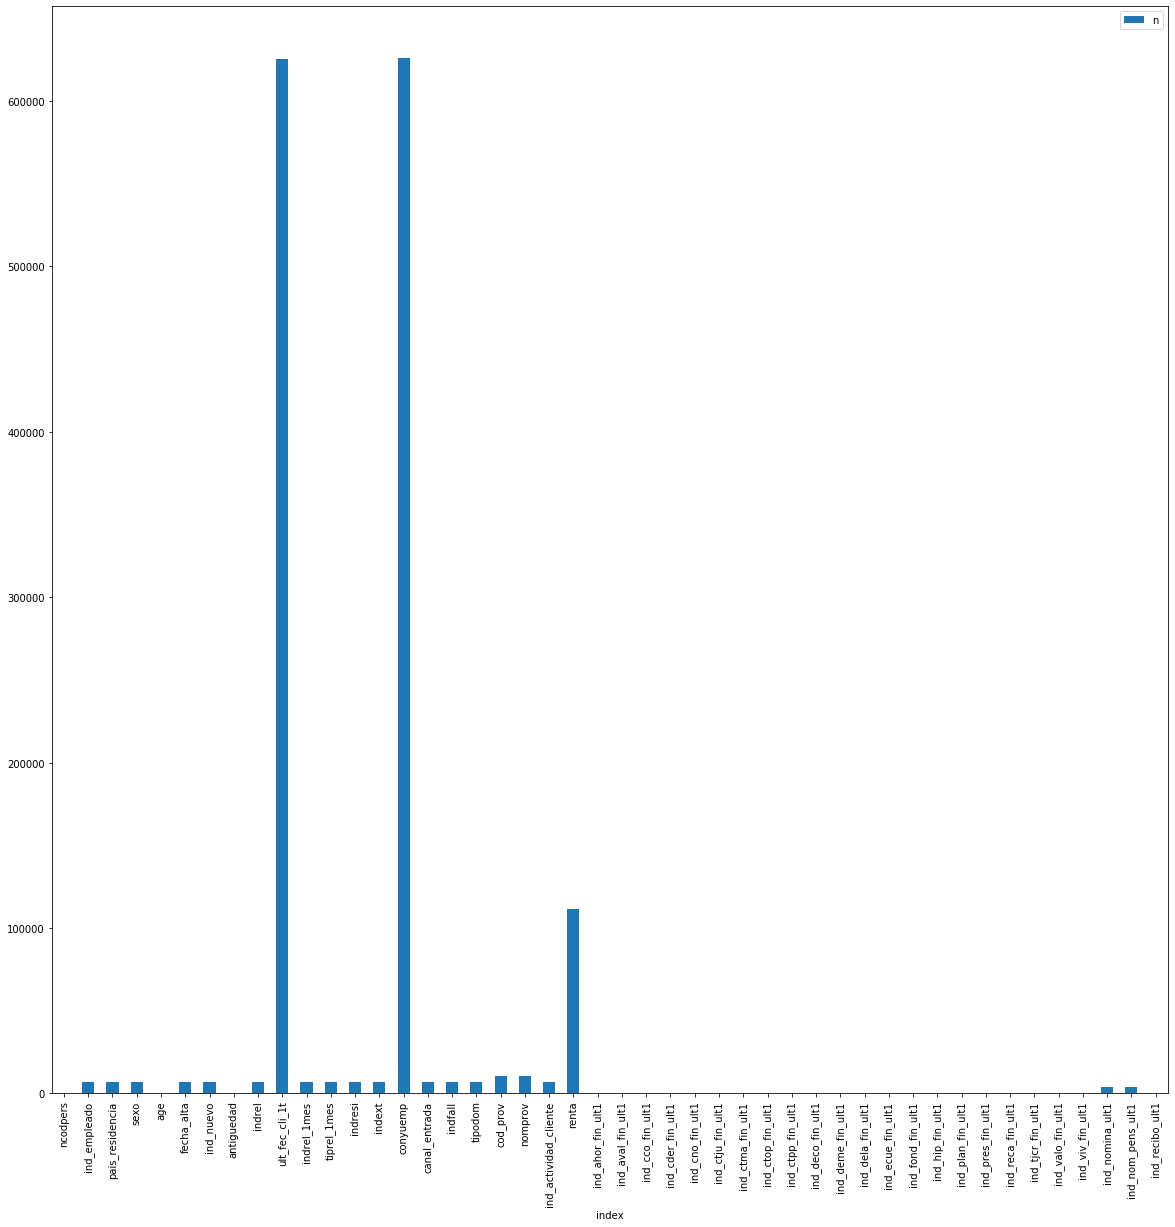 n
600000
500000
400000
300000
200000
100000
0
ncodpers
ind_empleado
pais_residencia
sexo
age
fecha_alta
ind_nuevo
antiguedad
indrel
ult_fec_cli_1t
indrel_1mes
tiprel_1mes
indresi
indext
conyuemp
canal_entrada
indfall
tipodom
cod_prov
nomprov
ind_actividad_cliente
renta
ind_ahor_fin_ult1
ind_aval_fin_ult1
ind_cco_fin_ult1
ind_cder_fin_ult1
ind_cno_fin_ult1
ind_ctju_fin_ult1
ind_ctma_fin_ult1
ind_ctop_fin_ult1
ind_ctpp_fin_ult1
ind_deco_fin_ult1
ind_deme_fin_ult1
ind_dela_fin_ult1
ind_ecue_fin_ult1
ind_fond_fin_ult1
ind_hip_fin_ult1
ind_plan_fin_ult1
ind_pres_fin_ult1
ind_reca_fin_ult1
ind_tjcr_fin_ult1
ind_valo_fin_ult1
ind_viv_fin_ult1
ind_nomina_ult1
ind_nom_pens_ult1
ind_recibo_ult1
index